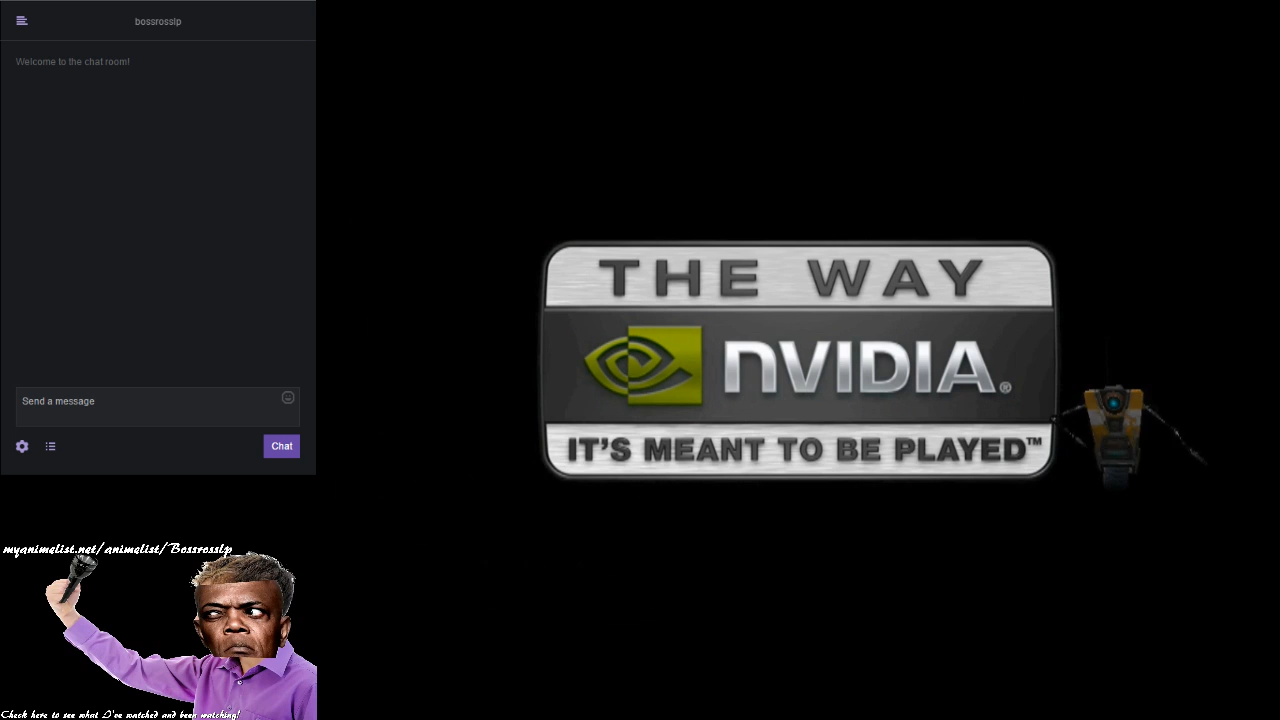 bossrosslp
Welcome to the chat room!
Send a message
Chat
THE WAY
NVIDIA®
IT'S MEANT TO BE PLAYED™
myanimelist.net/animelist/Bossrosslp
Check here to see what I've watched and been watching!